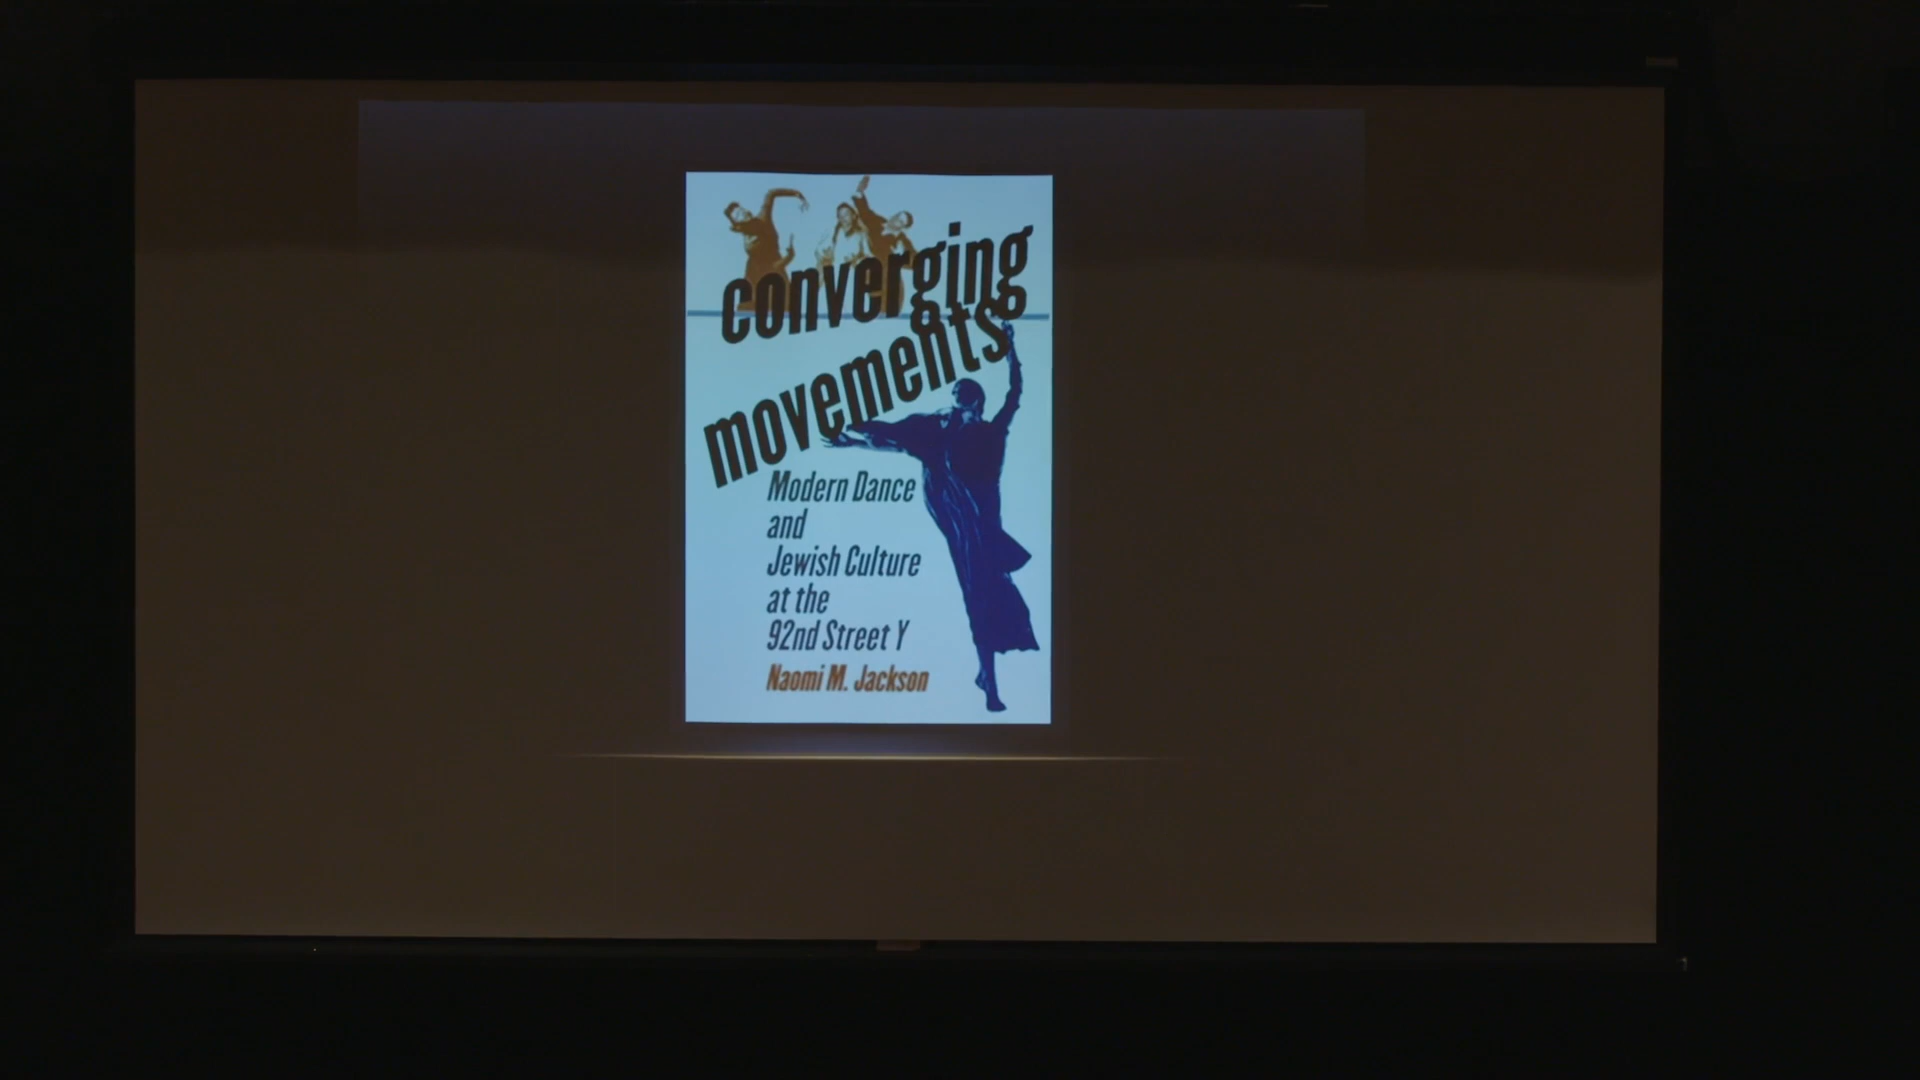 converging
movements
Modern Dance
and
Jewish Culture
at the
92nd Street Y
Naomi M. Jackson